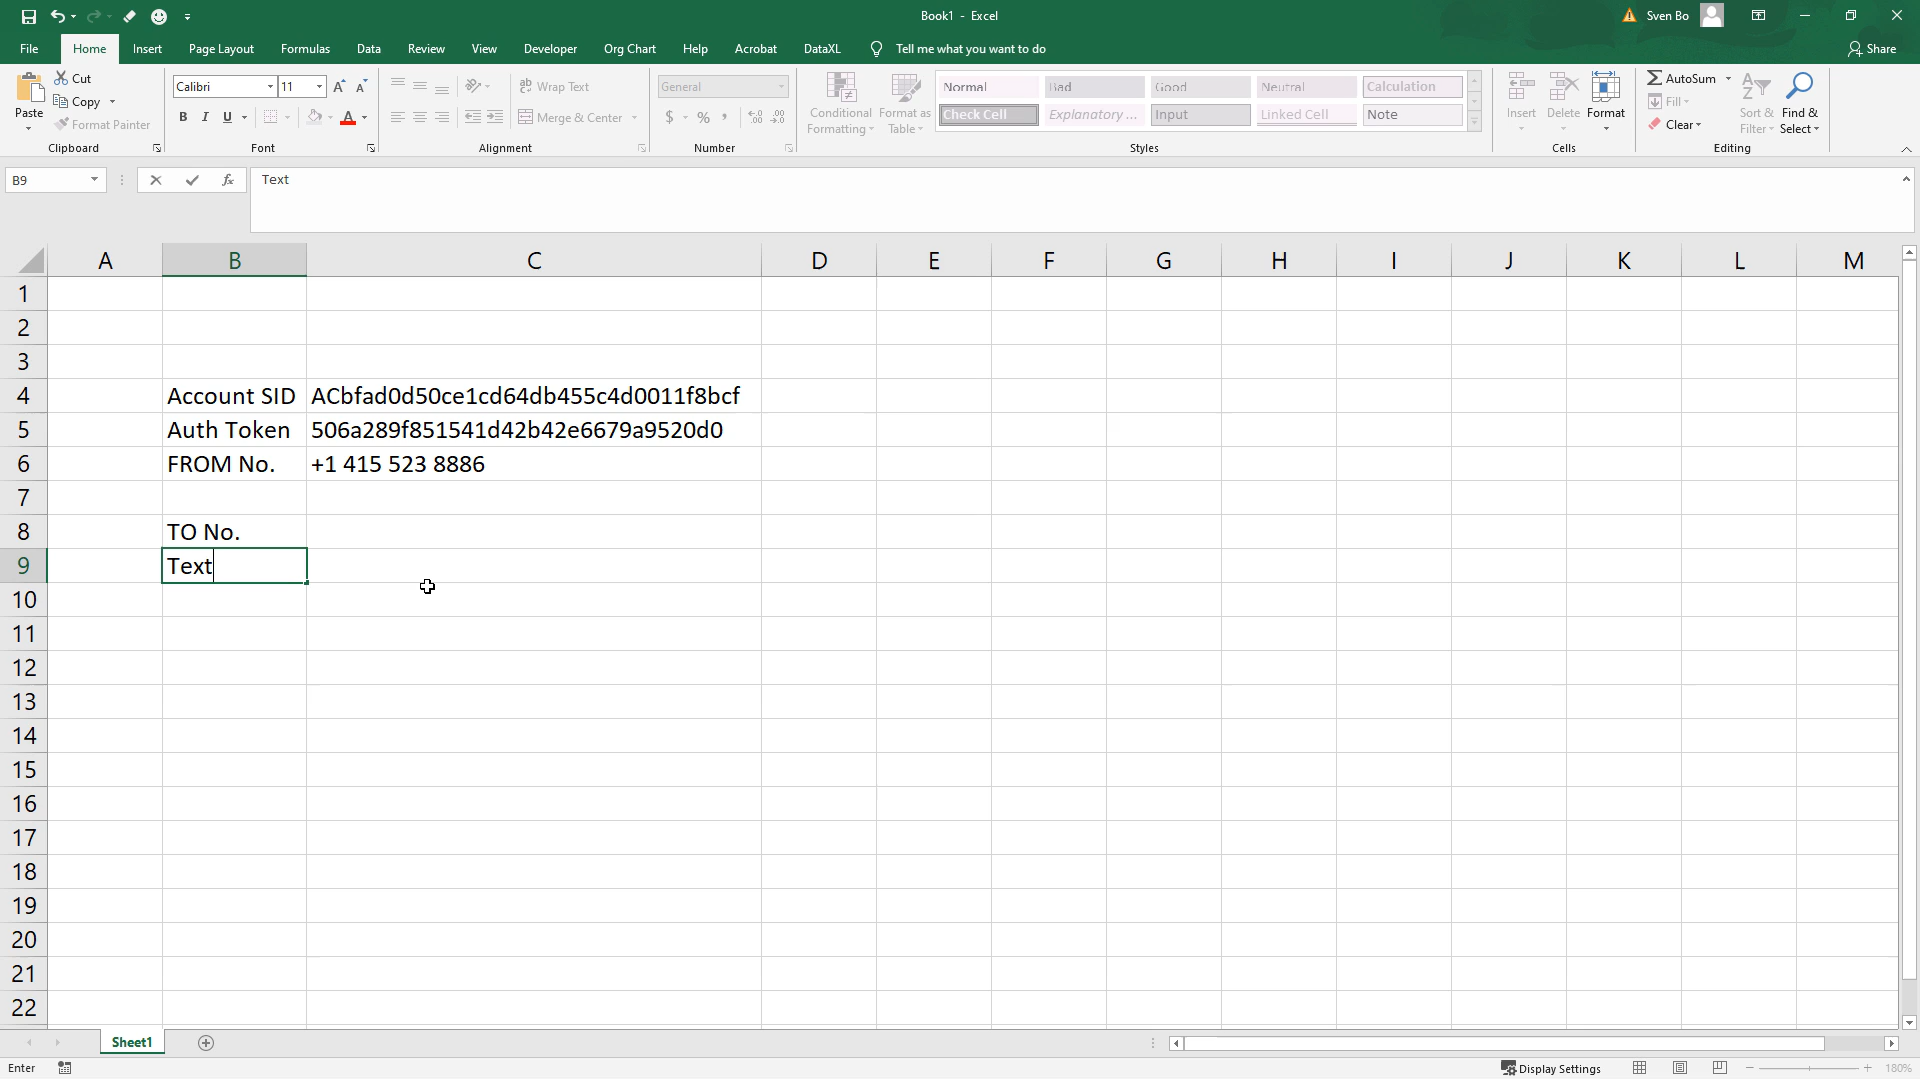 Book1 - Excel
Sven Bo
File Home Insert Page Layout Formulas Data Review View Developer Org Chart Help Acrobat DataXL Tell me what you want to do Share
Paste
Cut
Copy
Format Painter
Clipboard
Calibri 11
B I U A
Font
ab Wrap Text
Merge & Center
Alignment
General
$ % ,
Number
Conditional Formatting
Format as Table
Normal Bad Good Neutral Calculation
Check Cell Explanatory ... Input Linked Cell Note
Styles
Insert Delete Format
Cells
AutoSum
Fill
Clear
Sort & Filter
Find & Select
Editing
B9 fx Text
A B C D E F G H I J K L M
1
2
3
4 Account SID ACbfad0d50ce1cd64db455c4d0011f8bcf
5 Auth Token 506a289f851541d42b42e6679a9520d0
6 FROM No. +1 415 523 8886
7
8 TO No.
9 Text
10
11
12
13
14
15
16
17
18
19
20
21
22
Sheet1
Enter Display Settings 180%